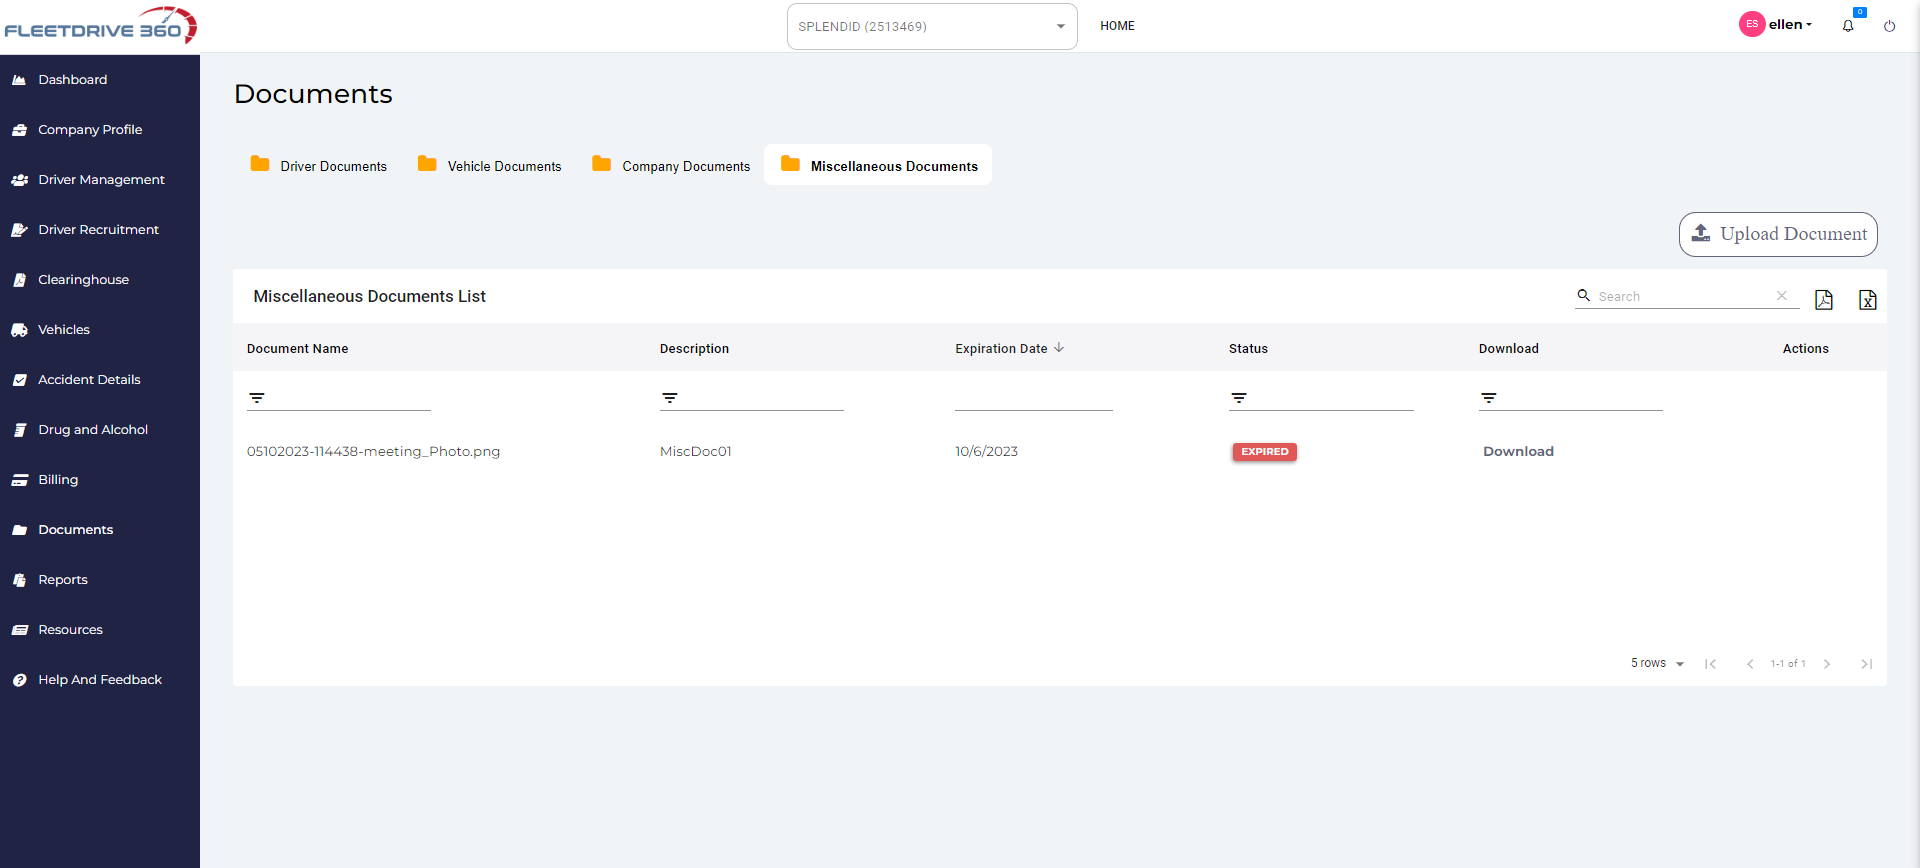 FLEETDRIVE 360
SPLENDID (2513469)
HOME
ES
ellen
0
Dashboard
Company Profile
Driver Management
Driver Recruitment
Clearinghouse
Vehicles
Accident Details
Drug and Alcohol
Billing
Documents
Reports
Resources
Help And Feedback
Documents
Driver Documents
Vehicle Documents
Company Documents
Miscellaneous Documents
Upload Document
Miscellaneous Documents List
Search
Document Name
Description
Expiration Date
Status
Download
Actions
05102023-114438-meeting_Photo.png
MiscDoc01
10/6/2023
EXPIRED
Download
5 rows
1-1 of 1